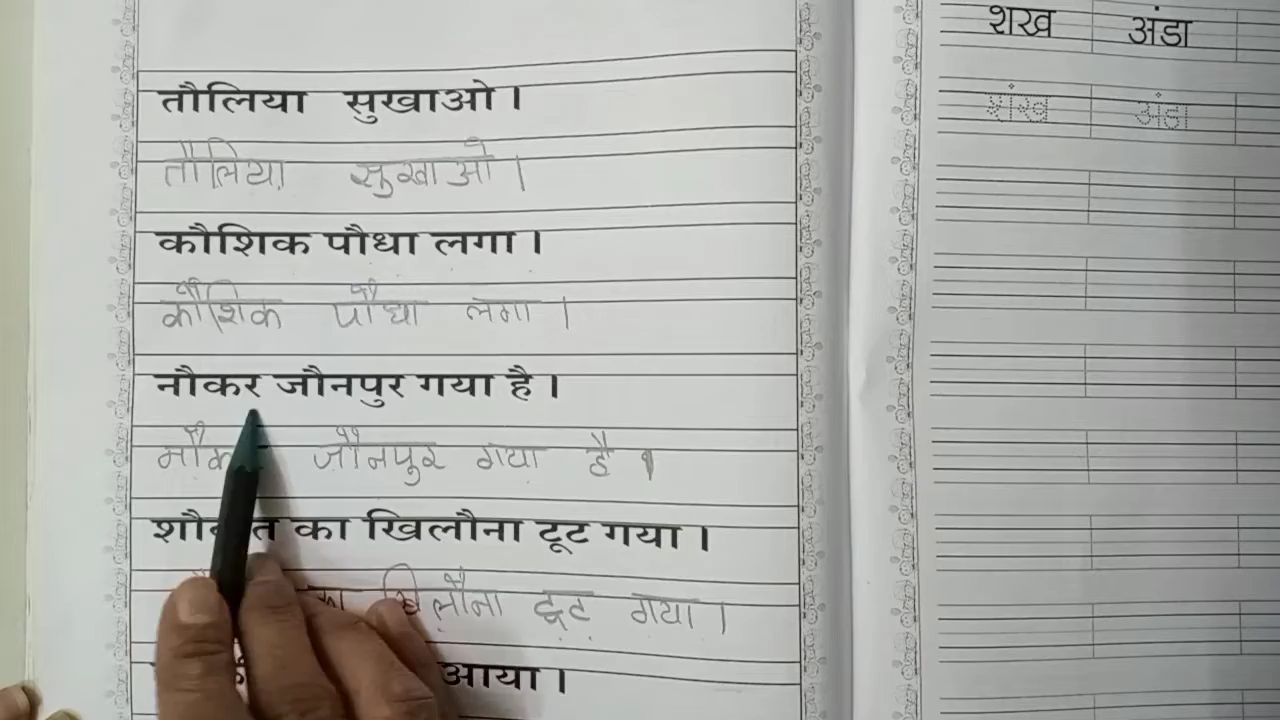 तौलिया सुखाओ।
तौलिया सुखाओ।
कौशिक पौधा लगा।
कौशिक पौधा लगा।
नौकर जौनपुर गया है।
जौनपुर गया है।
का खिलौना टूट गया।
का खिलौना टूट गया।
आया।
शख अंडा
शंख अंडा